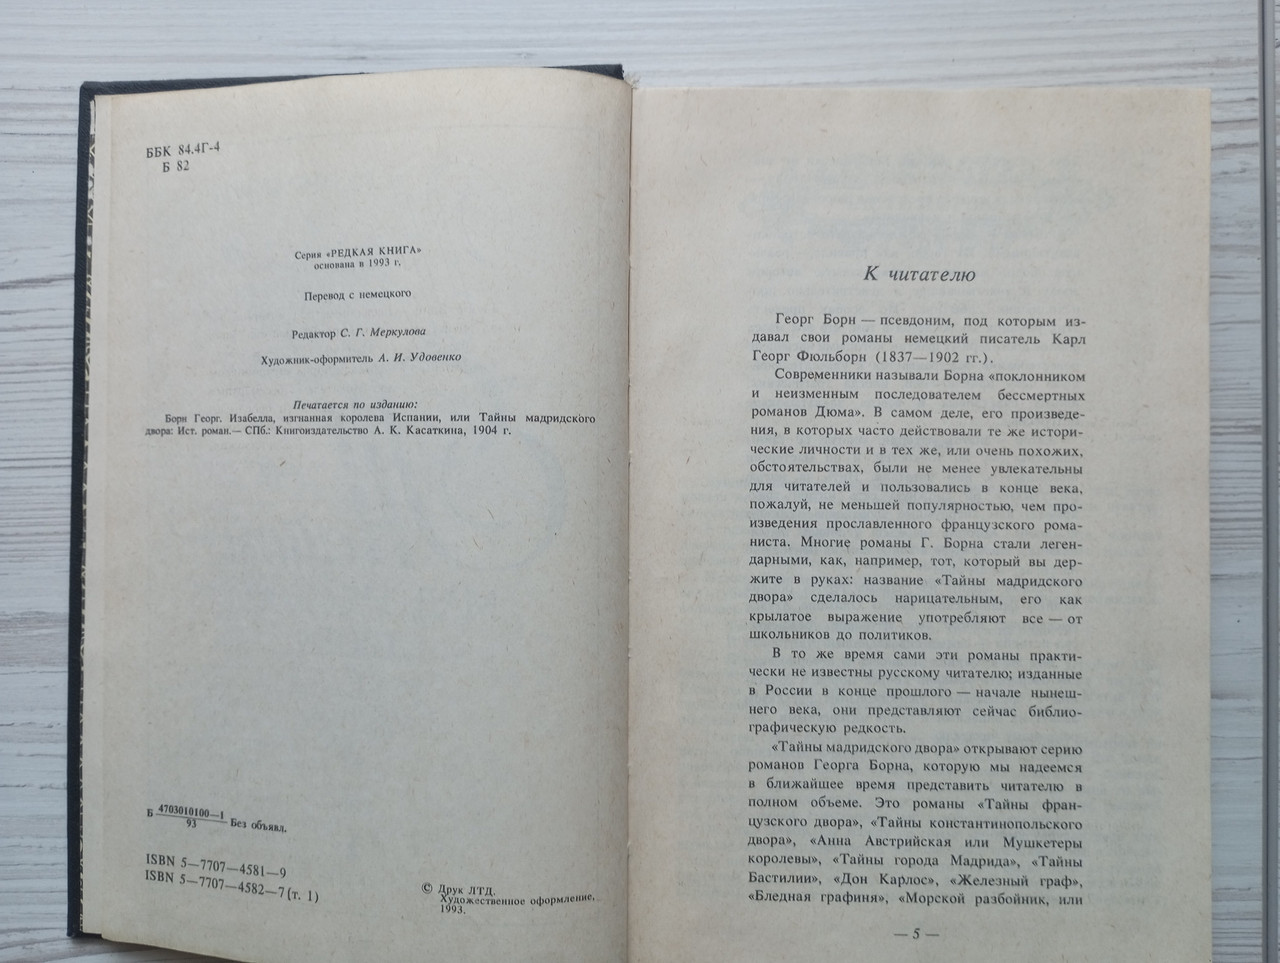 ББК 84.4Г-4
Б 82
Серия «РЕДКАЯ КНИГА»
основана в 1993 г.
Перевод с немецкого
Редактор С. Г. Меркулова
Художник-оформитель А. И. Удовенко
Печатается по изданию:
Борн Георг. Изабелла, изгнанная королева Испании, или Тайны мадридского
двора: Ист. роман.— СПб.: Книгоиздательство А. К. Касаткина, 1904 г.
Б 4703010100—1
93 Без объявл.
ISBN 5—7707—4581—9
ISBN 5—7707—4582—7 (т. 1)
© Друк ЛТД.
Художественное оформление,
1993.
К читателю
Георг Борн — псевдоним, под которым из-
давал свои романы немецкий писатель Карл
Георг Фюльборн (1837—1902 гг.).
Современники называли Борна «поклонником
и неизменным последователем бессмертных
романов Дюма». В самом деле, его произведе-
ния, в которых часто действовали те же истори-
ческие личности и в тех же, или очень похожих,
обстоятельствах, были не менее увлекательны
для читателей и пользовались в конце века,
пожалуй, не меньшей популярностью, чем про-
изведения прославленного французского рома-
ниста. Многие романы Г. Борна стали леген-
дарными, как, например, тот, который вы дер-
жите в руках: название «Тайны мадридского
двора» сделалось нарицательным, его как
крылатое выражение употребляют все — от
школьников до политиков.
В то же время сами эти романы практи-
чески не известны русскому читателю; изданные
в России в конце прошлого — начале нынеш-
него века, они представляют сейчас библио-
графическую редкость.
«Тайны мадридского двора» открывают серию
романов Георга Борна, которую мы надеемся
в ближайшее время представить читателю в
полном объеме. Это романы «Тайны фран-
цузского двора», «Тайны константинопольского
двора», «Анна Австрийская или Мушкетеры
королевы», «Тайны города Мадрида», «Тайны
Бастилии», «Дон Карлос», «Железный граф»,
«Бледная графиня», «Морской разбойник, или
— 5 —